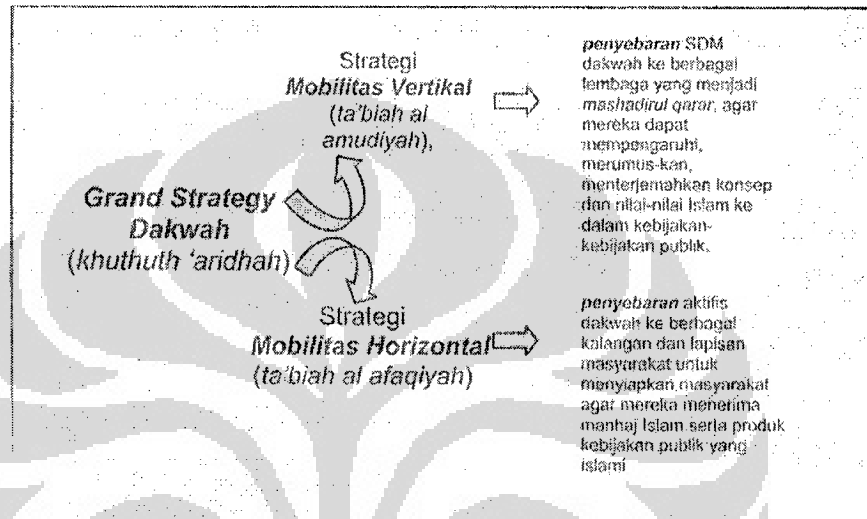 Strategi
Mobilitas Vertikal
(ta'biah al
amudiyah),
penyebaran SDM
dakwah ke berbagai
lembaga yang menjadi
mashadirul qarar, agar
mereka dapat
mempengaruhi,
merumus-kan,
menterjemahkan konsep
dan nilai-nilai Islam ke
dalam kebijakan-
kebijakan publik.
Grand Strategy
Dakwah
(khuthuth 'aridhah)
Strategi
Mobilitas Horizontal
(ta'biah al afaqiyah)
penyebaran aktifis
dakwah ke berbagai
kalangan dan lapisan
masyarakat untuk
menyiapkan masyarakat
agar mereka menerima
manhaj Islam serta produk
kebijakan publik yang
islami